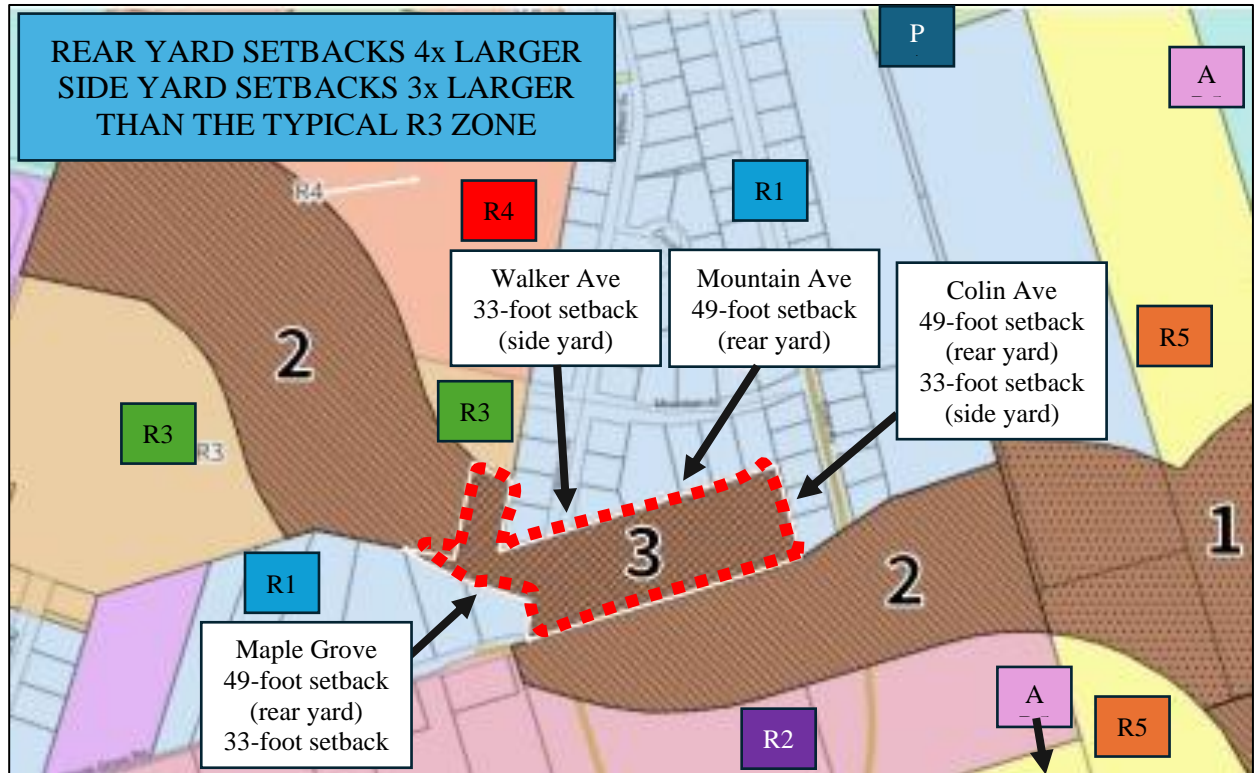 REAR YARD SETBACKS 4x LARGER
SIDE YARD SETBACKS 3x LARGER
THAN THE TYPICAL R3 ZONE
P
A
R4
R4
R1
Walker Ave
33-foot setback
(side yard)
Mountain Ave
49-foot setback
(rear yard)
Colin Ave
49-foot setback
(rear yard)
33-foot setback
(side yard)
R5
2
R3
R3
R3
3
2
1
R1
Maple Grove
49-foot setback
(rear yard)
33-foot setback
A
R5
R2